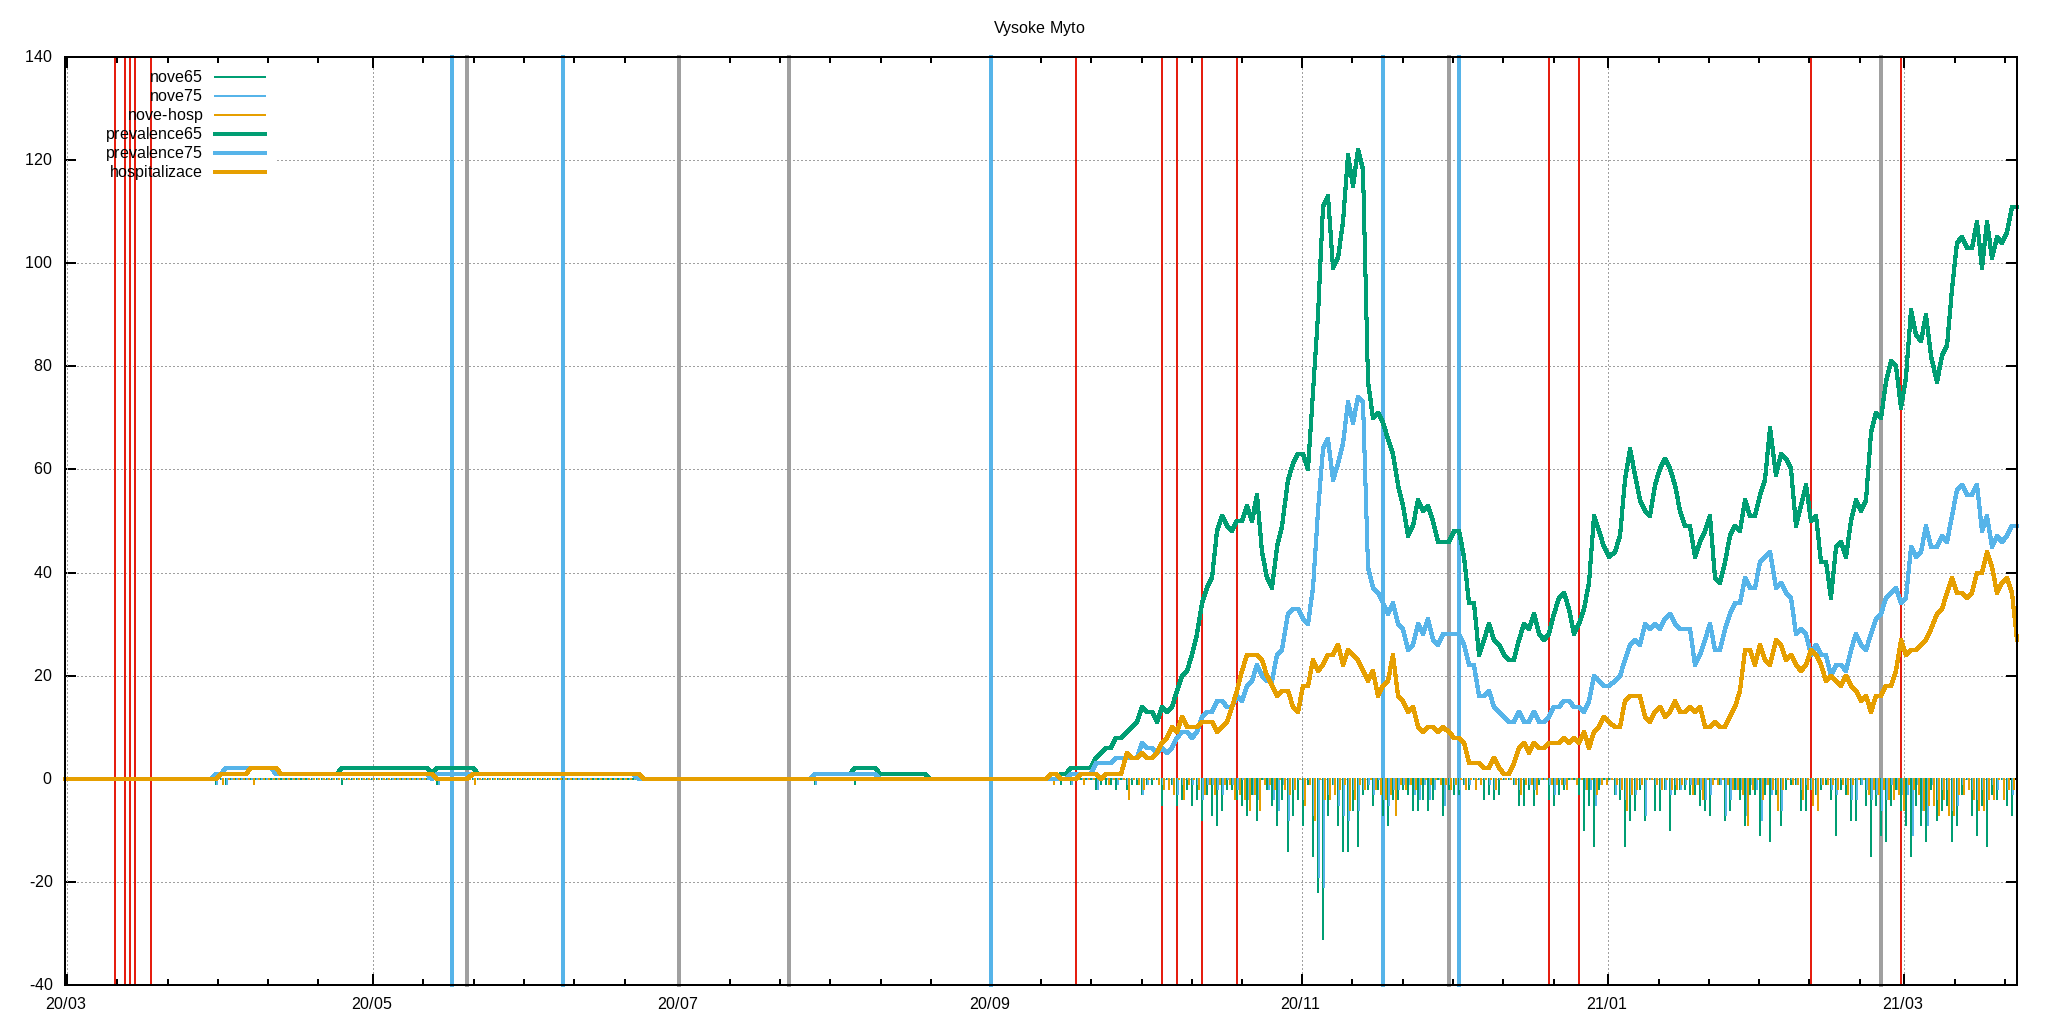 Vysoke Myto
140
120
100
80
60
40
20
0
-20
-40
nove65
nove75
nove-hosp
prevalence65
prevalence75
hospitalizace
20/03 20/05 20/07 20/09 20/11 21/01 21/03